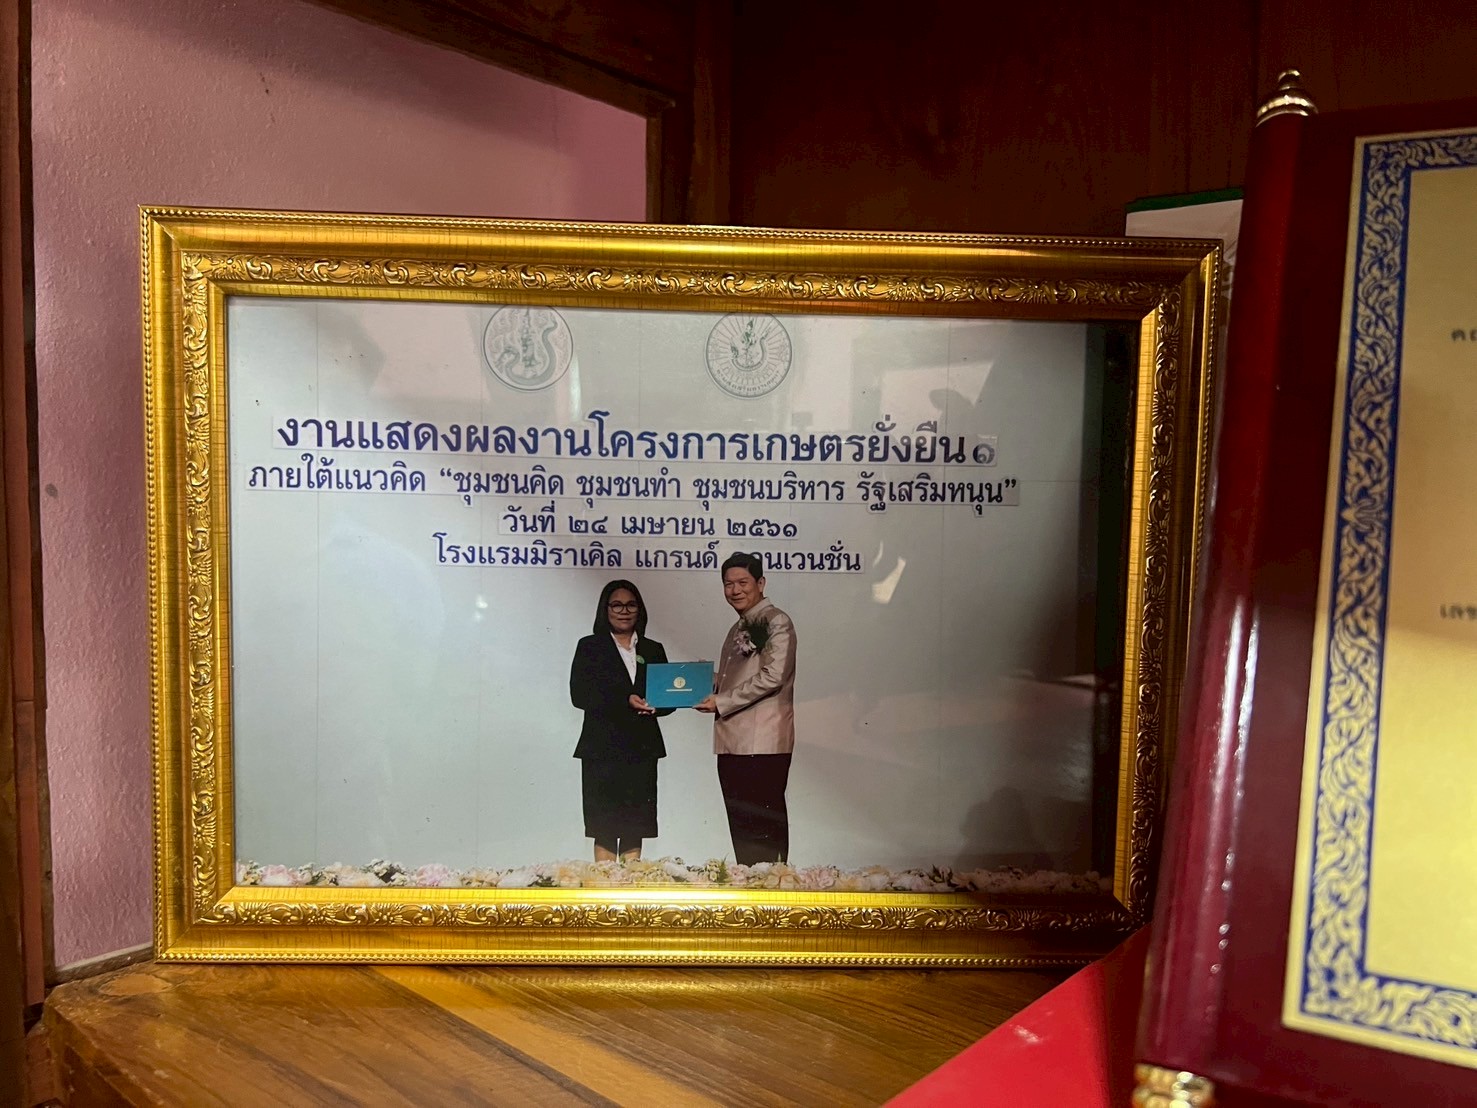 งานแสดงผลงานโครงการเกษตรยั่งยืน ๑
ภายใต้แนวคิด “ชุมชนคิด ชุมชนทำ ชุมชนบริหาร รัฐเสริมหนุน”
วันที่ ๒๔ เมษายน ๒๕๖๑
โรงแรมมิราเคิล แกรนด์